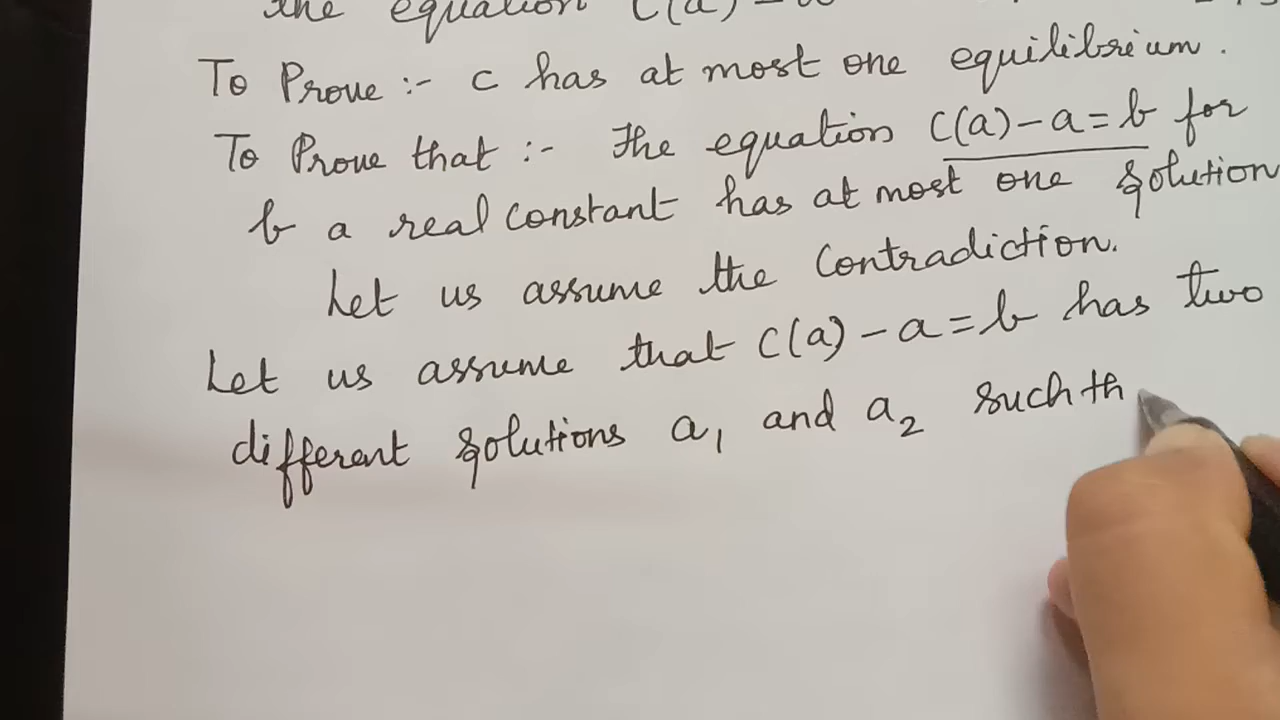 the equation C(a) -
To Prove :- C has at most one equilibrium.
To Prove that :- The equation C(a) - a = b for
b a real constant has at most one solution
Let us assume the contradiction.
Let us assume that C(a) - a = b has two
different solutions a₁ and a₂ such th